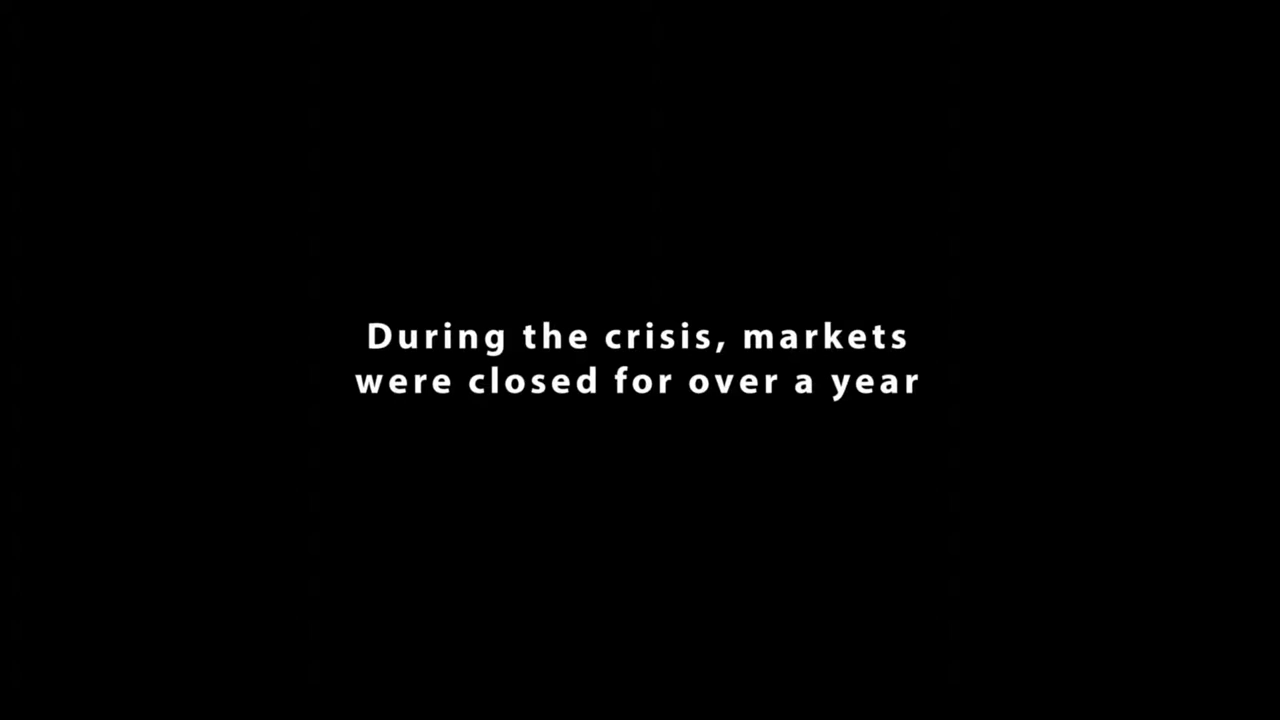 During the crisis, markets
were closed for over a year